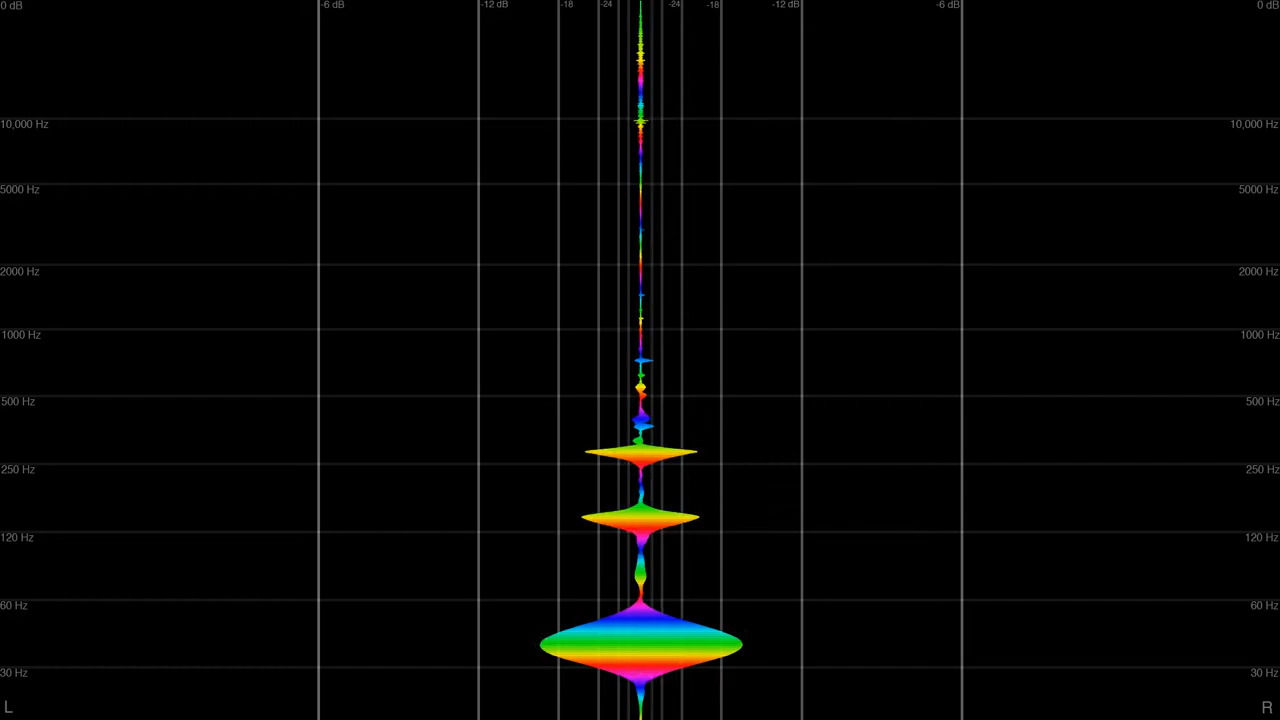 0 dB -6 dB -12 dB -18 -24 -24 -18 -12 dB -6 dB 0 dB
10,000 Hz 10,000 Hz
5000 Hz 5000 Hz
2000 Hz 2000 Hz
1000 Hz 1000 Hz
500 Hz 500 Hz
250 Hz 250 Hz
120 Hz 120 Hz
60 Hz 60 Hz
30 Hz 30 Hz
L R